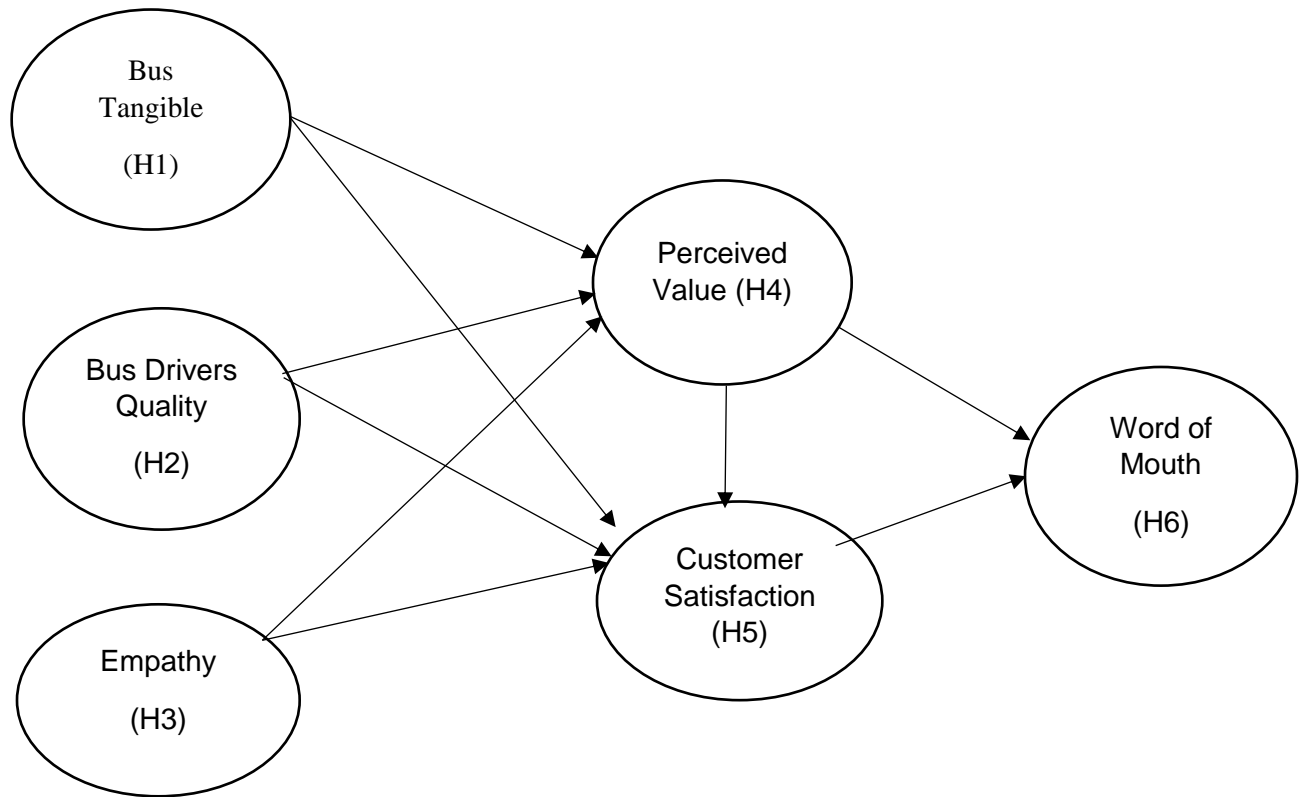 Bus
Tangible
(H1)
Perceived
Value (H4)
Bus Drivers
Quality
(H2)
Word of
Mouth
(H6)
Customer
Satisfaction
(H5)
Empathy
(H3)